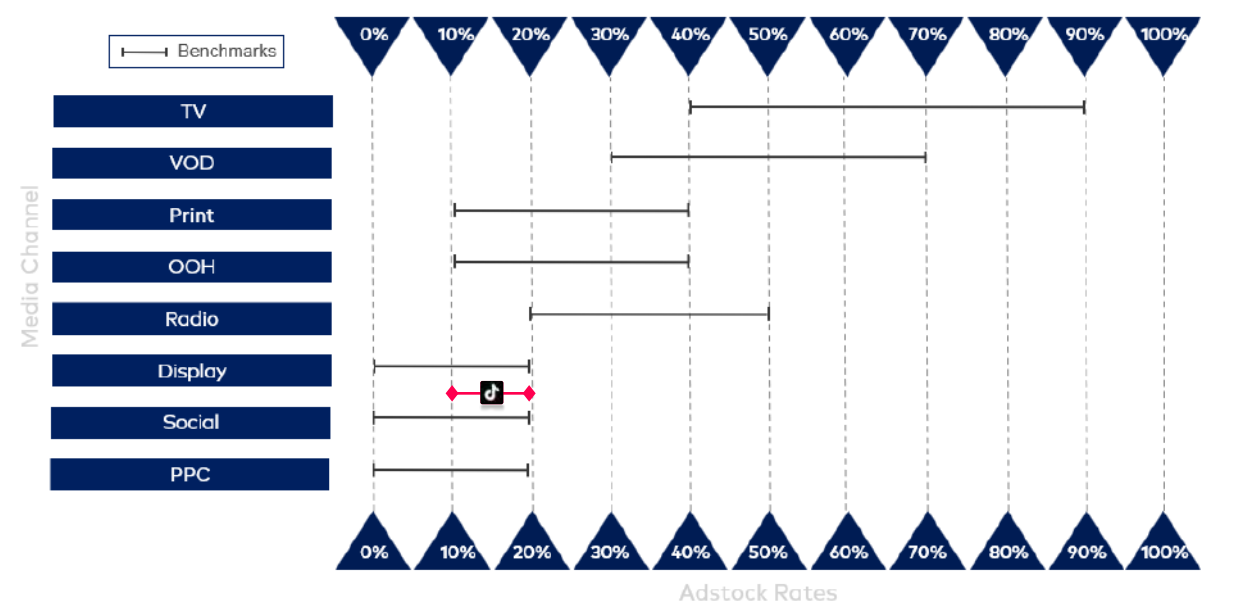 0% 10% 20% 30% 40% 50% 60% 70% 80% 90% 100%
Benchmarks
TV
VOD
Print
OOH
Radio
Display
Social
PPC
Media Channel
0% 10% 20% 30% 40% 50% 60% 70% 80% 90% 100%
Adstock Rates